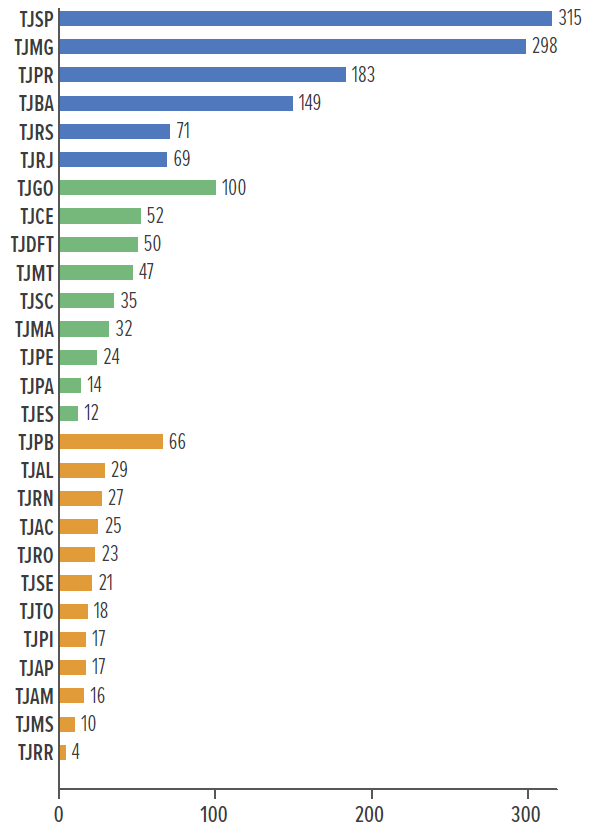 TJSP 315
TJMG 298
TJPR 183
TJBA 149
TJRS 71
TJRJ 69
TJGO 100
TJCE 52
TJDFT 50
TJMT 47
TJSC 35
TJMA 32
TJPE 24
TJPA 14
TJES 12
TJPB 66
TJAL 29
TJRN 27
TJAC 25
TJRO 23
TJSE 21
TJTO 18
TJPI 17
TJAP 17
TJAM 16
TJMS 10
TJRR 4
0 100 200 300